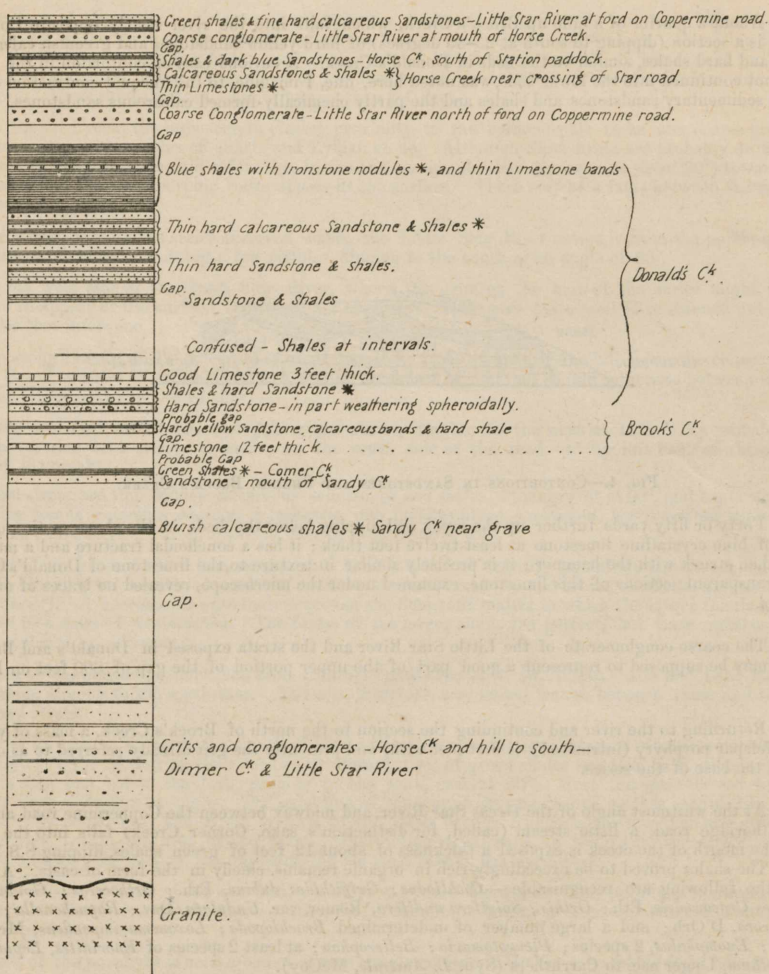 Green shales & fine hard calcareous Sandstones-Little Star River at ford on Coppermine road.
Coarse conglomerate- Little Star River at mouth of Horse Creek.
Gap.
Shales & dark blue Sandstones - Horse Ck, south of Station paddock.
Calcareous Sandstones & Shales * Horse Creek near crossing of Star road.
Thin Limestones *
Gap.
Coarse Conglomerate - Little Star River north of ford on Coppermine road.
Gap
Blue shales with Ironstone nodules *, and thin Limestone bands
Thin hard calcareous Sandstone & Shales *
Thin hard Sandstone & shales.
Donald's Ck.
Gap.
Sandstone & Shales
Confused - Shales at intervals.
Good Limestone 3 feet thick.
Shales & hard Sandstone *
Hard Sandstone - in part weathering spheroidally.
Probable gap
Hard yellow Sandstone, calcareous bands & hard shale
Brook's Ck
Gap.
Limestone 12 feet thick.
Probable Gap
Green Shales * - Corner Ck
Sandstone - mouth of Sandy Ck
Gap.
Bluish calcareous shales * Sandy Ck near grave
Gap.
Grits and conglomerates - Horse Ck and hill to south-
Dinner Ck & Little Star River
Granite.